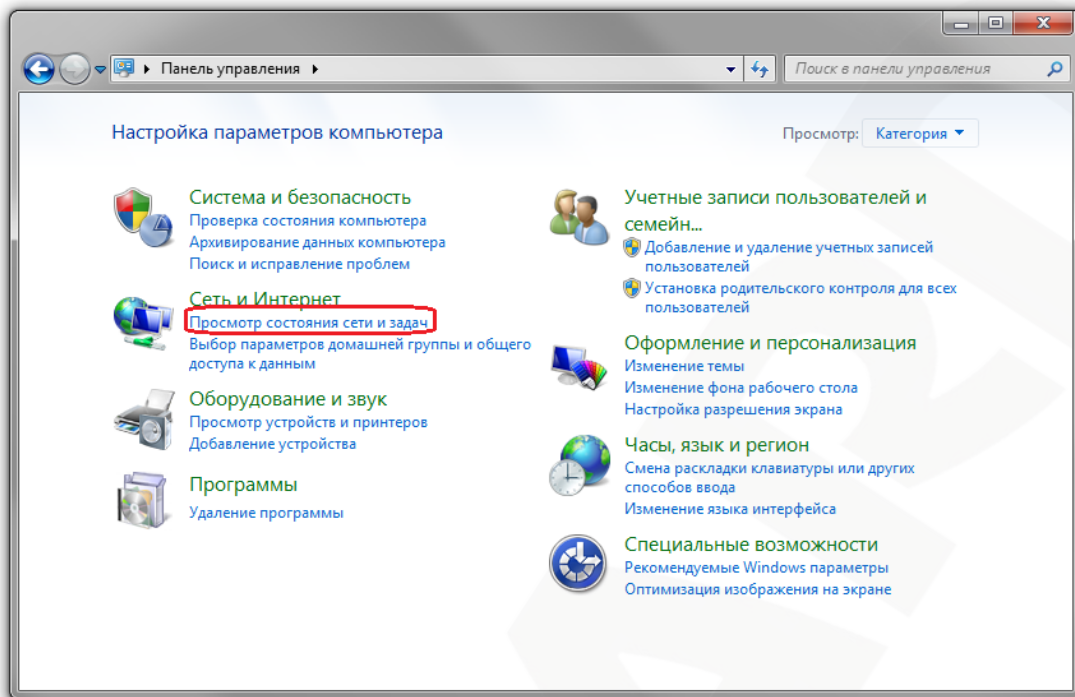 Панель управления
Поиск в панели управления
Настройка параметров компьютера
Просмотр: Категория
Система и безопасность
Проверка состояния компьютера
Архивирование данных компьютера
Поиск и исправление проблем
Сеть и Интернет
Просмотр состояния сети и задач
Выбор параметров домашней группы и общего
доступа к данным
Оборудование и звук
Просмотр устройств и принтеров
Добавление устройства
Программы
Удаление программы
Учетные записи пользователей и
семейн...
Добавление и удаление учетных записей
пользователей
Установка родительского контроля для всех
пользователей
Оформление и персонализация
Изменение темы
Изменение фона рабочего стола
Настройка разрешения экрана
Часы, язык и регион
Смена раскладки клавиатуры или других
способов ввода
Изменение языка интерфейса
Специальные возможности
Рекомендуемые Windows параметры
Оптимизация изображения на экране